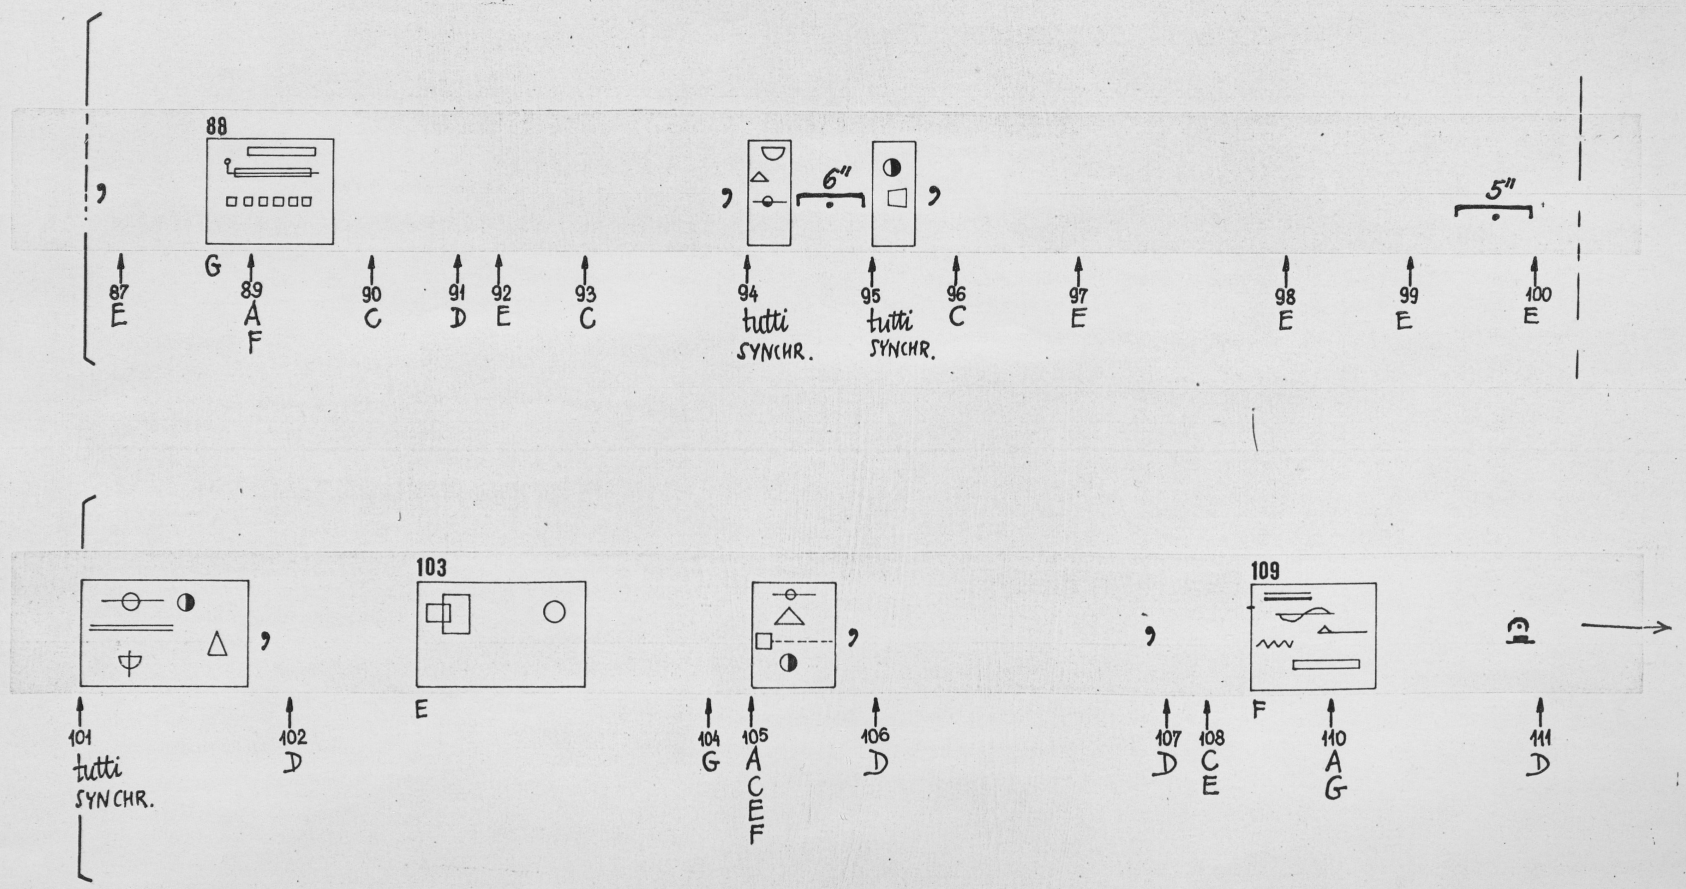 88
6"
5"
G
87 89 90 91 92 93 94 95 96 97 98 99 100
E A C D E C tutti tutti C E E E E
F SYNCHR. SYNCHR.
103
109
E F
101 102 104 105 106 107 108 110 111
tutti D G A D D C A D
SYNCHR. C E G
E
F